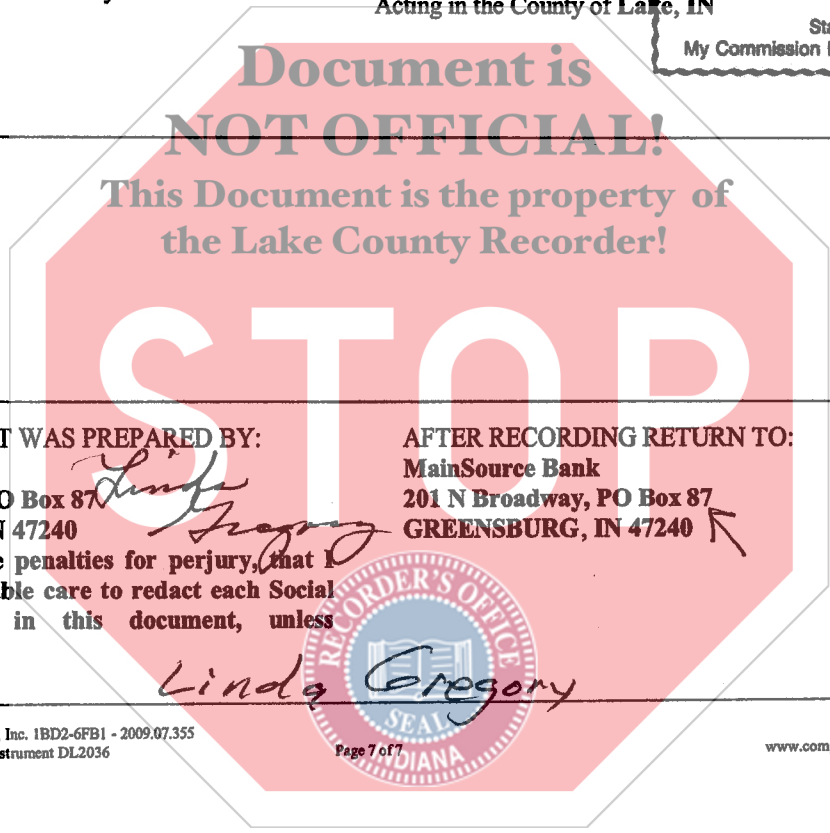 Acting in the County of Lake, IN
Sta
My Commission
Document is
NOT OFFICIAL!
This Document is the property of
the Lake County Recorder!
STOP
T WAS PREPARED BY:
O Box 87
N 47240
e penalties for perjury, that I
ble care to redact each Social
in this document, unless
Linda
Gregory
AFTER RECORDING RETURN TO:
MainSource Bank
201 N Broadway, PO Box 87
GREENSBURG, IN 47240
Linda Gregory
RECORDER'S OFFICE
SEAL
INDIANA
Inc. 1BD2-6FB1 - 2009.07.355
strument DL2036
Page 7 of 7
www.com